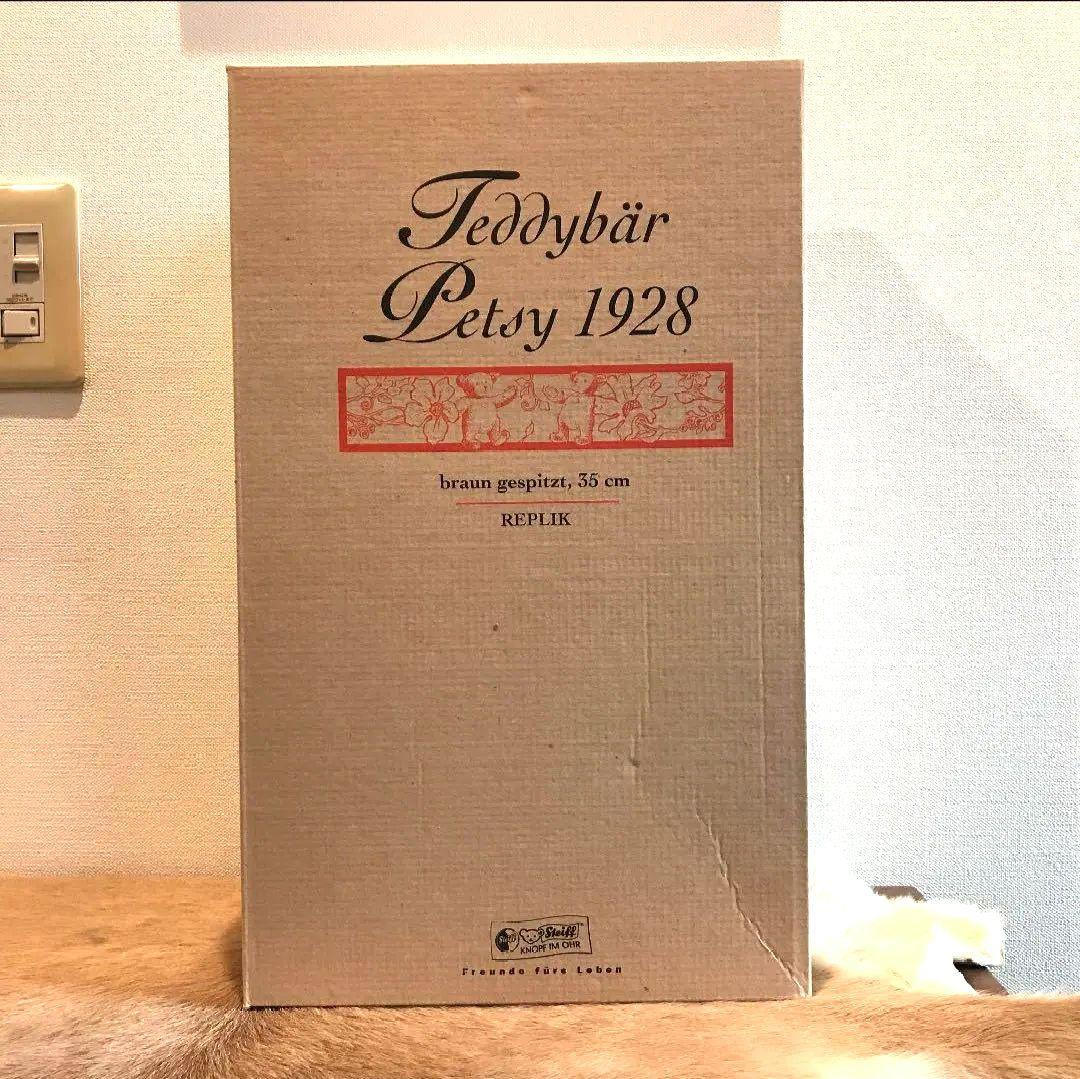 Teddybär
Petsy 1928
braun gespitzt, 35 cm
REPLIK
Steiff
KNOPF IM OHR
Freunde fürs Leben